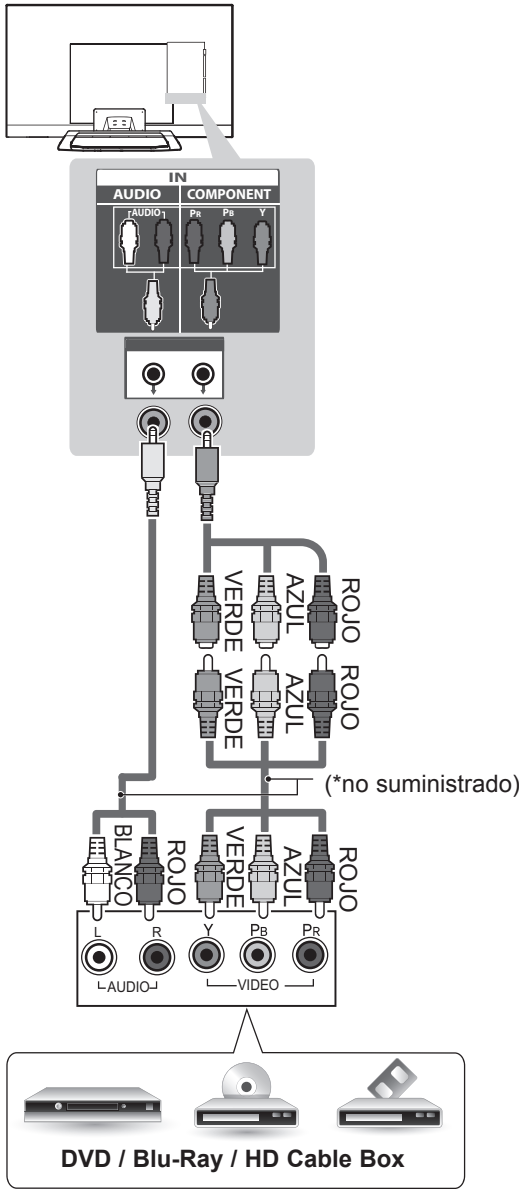 IN
AUDIO COMPONENT
AUDIO PR PB Y
VERDE AZUL ROJO
VERDE AZUL ROJO
(*no suministrado)
BLANCO ROJO VERDE AZUL ROJO
L R Y PB PR
AUDIO VIDEO
DVD / Blu-Ray / HD Cable Box